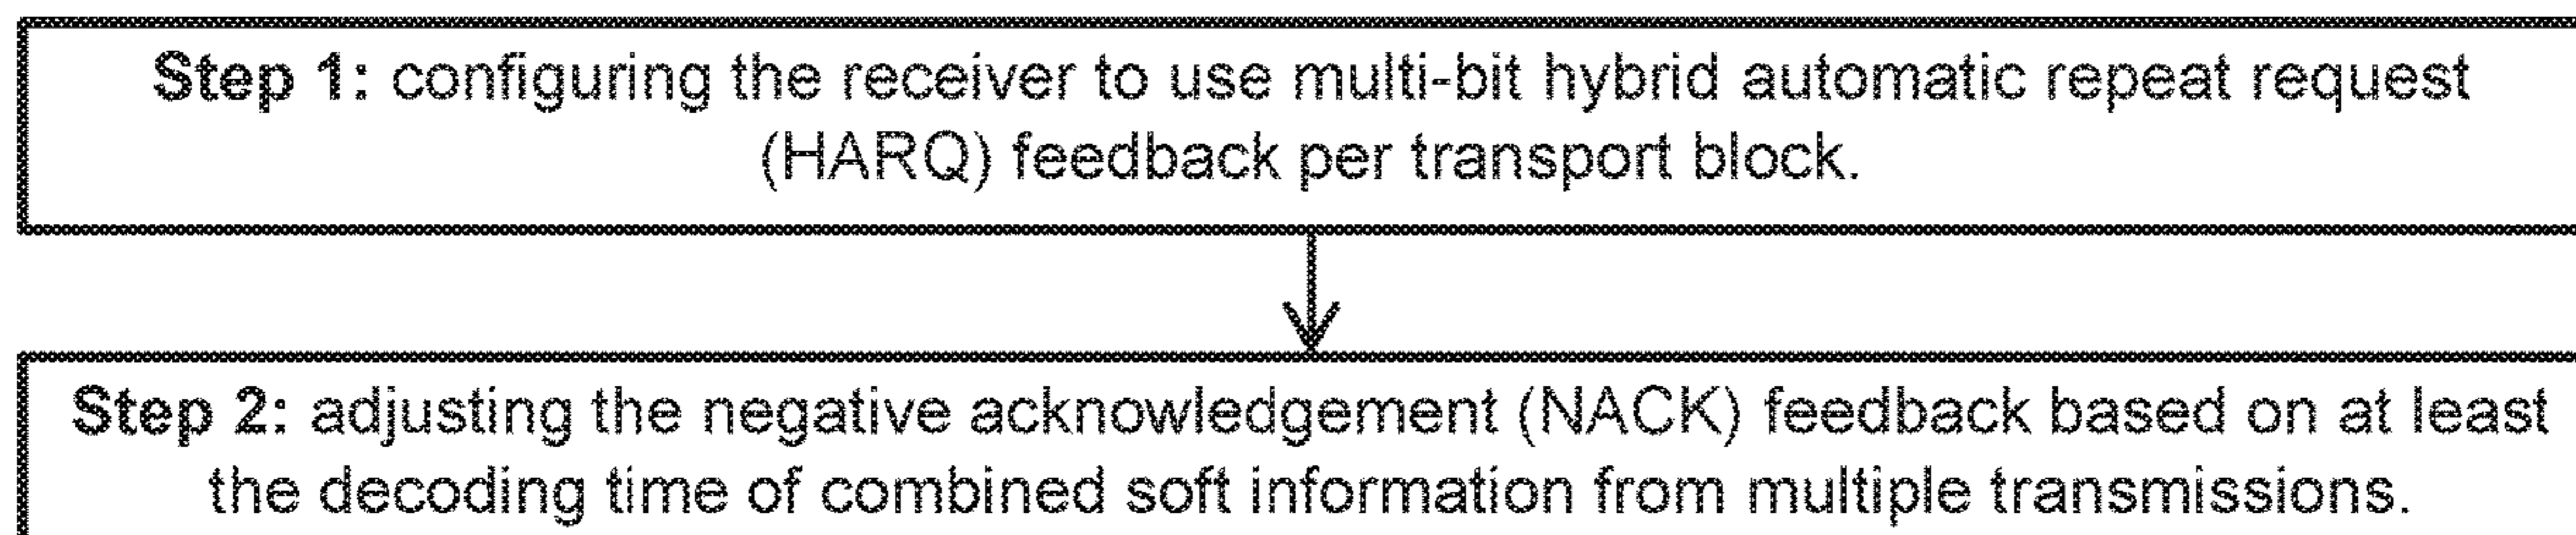 Step 1: configuring the receiver to use multi-bit hybrid automatic repeat request
(HARQ) feedback per transport block.
Step 2: adjusting the negative acknowledgement (NACK) feedback based on at least
the decoding time of combined soft information from multiple transmissions.